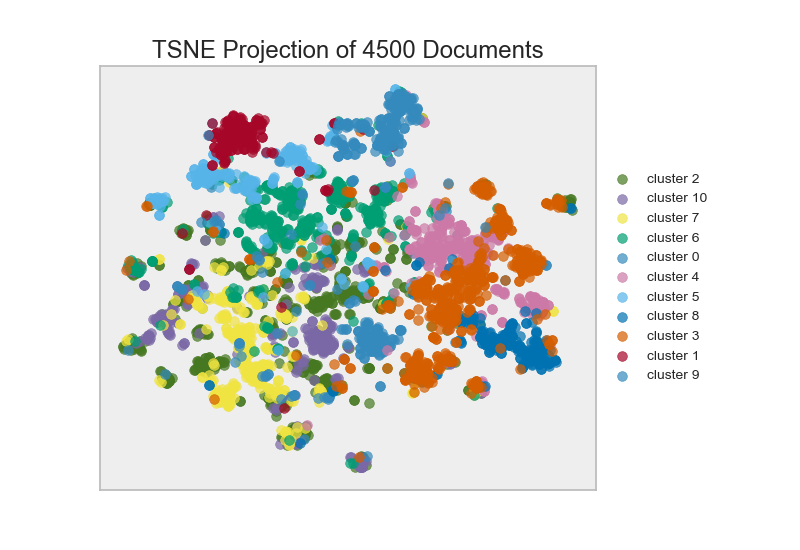 TSNE Projection of 4500 Documents
cluster 2
cluster 10
cluster 7
cluster 6
cluster 0
cluster 4
cluster 5
cluster 8
cluster 3
cluster 1
cluster 9